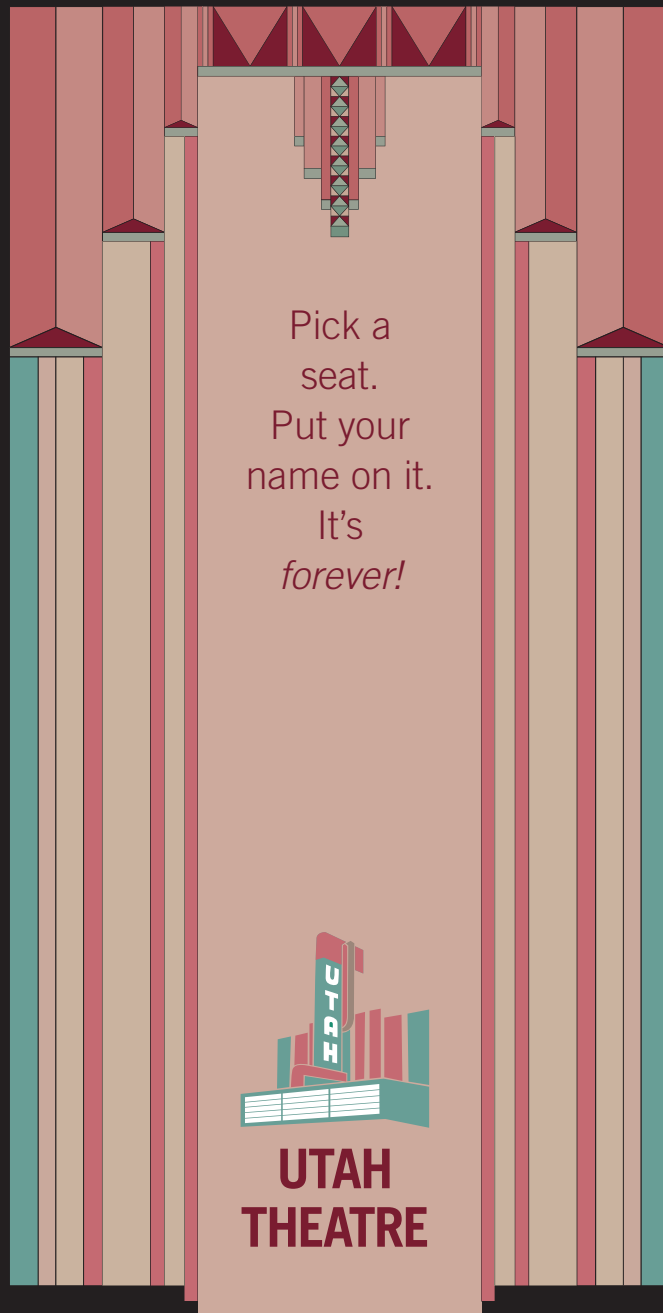 Pick a
seat.
Put your
name on it.
It’s
forever!
UTAH
UTAH
THEATRE